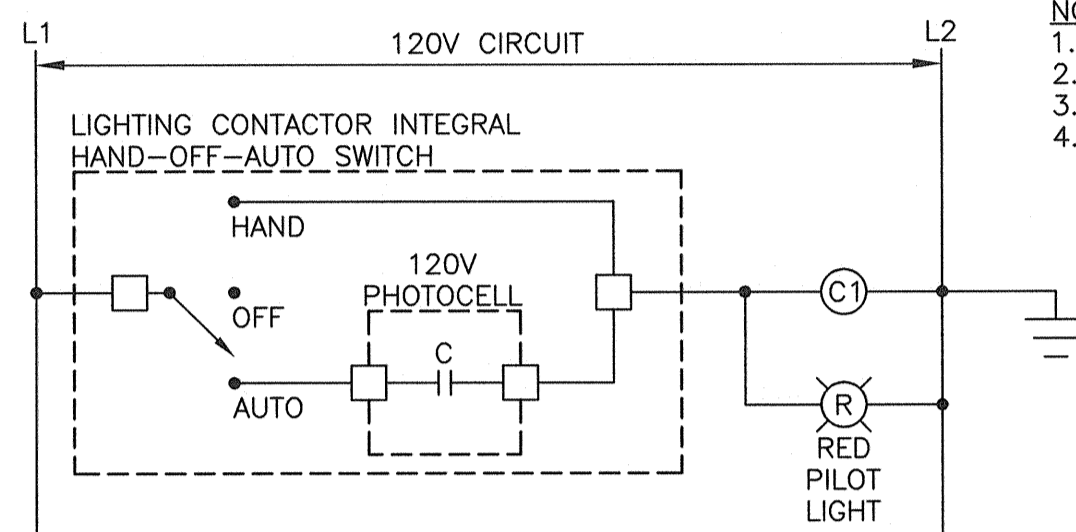 L1
120V CIRCUIT
L2
1.
2.
3.
4.
LIGHTING CONTACTOR INTEGRAL
HAND-OFF-AUTO SWITCH
HAND
120V
PHOTOCELL
OFF
C
AUTO
C1
R
RED
PILOT
LIGHT